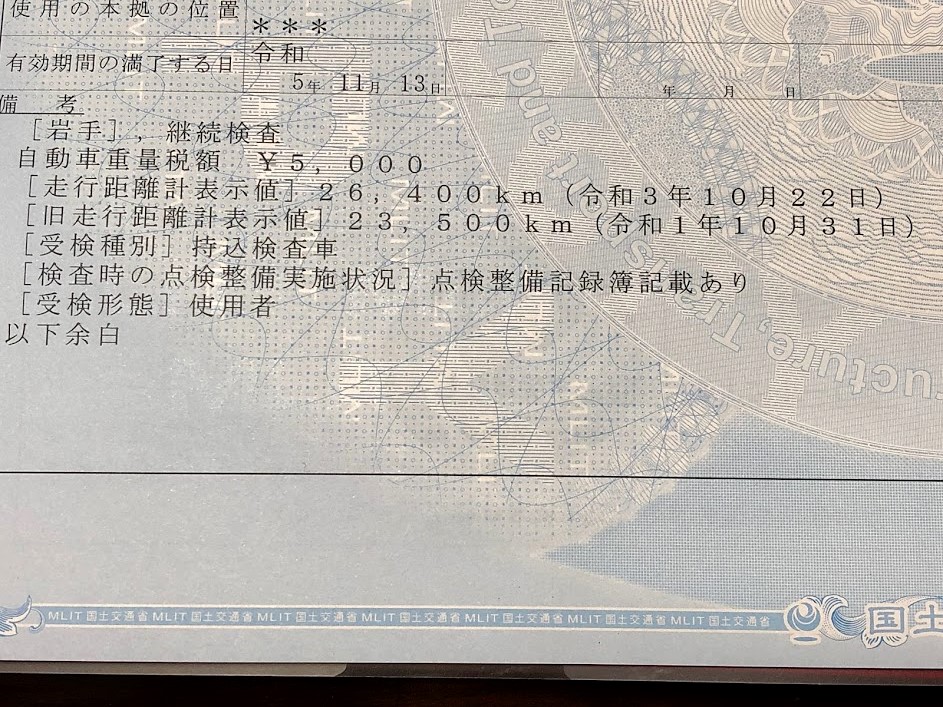 使用の本拠の位置
＊＊＊
有効期間の満了する日
令和
5年 11月 13日
年 月 日
備 考
［岩手］，継続検査
自動車重量税額 ￥５，０００
［走行距離計表示値］２６，４００ｋｍ（令和３年１０月２２日）
［旧走行距離計表示値］２３，５００ｋｍ（令和１年１０月３１日）
［受検種別］持込検査車
［検査時の点検整備実施状況］点検整備記録簿記載あり
［受検形態］使用者
以下余白
ructure, Transport and T
MLIT 国土交通省 MLIT 国土交通省 MLIT 国土交通省 MLIT 国土交通省 MLIT 国土交通省 MLIT 国土交通省 MLIT 国土交通省
国土